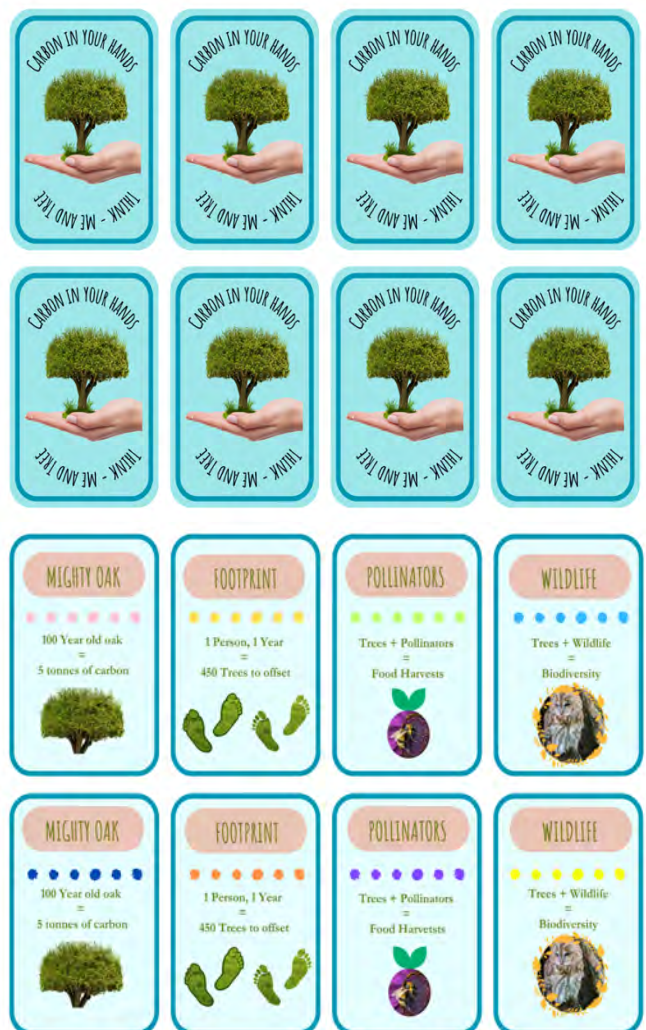 CARBON IN YOUR HANDS
THINK - ME AND TREE
CARBON IN YOUR HANDS
THINK - ME AND TREE
CARBON IN YOUR HANDS
THINK - ME AND TREE
CARBON IN YOUR HANDS
THINK - ME AND TREE
CARBON IN YOUR HANDS
THINK - ME AND TREE
CARBON IN YOUR HANDS
THINK - ME AND TREE
CARBON IN YOUR HANDS
THINK - ME AND TREE
CARBON IN YOUR HANDS
THINK - ME AND TREE
MIGHTY OAK
100 Year old oak
=
5 tonnes of carbon
FOOTPRINT
1 Person, 1 Year
=
450 Trees to offset
POLLINATORS
Trees + Pollinators
=
Food Harvests
WILDLIFE
Trees + Wildlife
=
Biodiversity
MIGHTY OAK
100 Year old oak
=
5 tonnes of carbon
FOOTPRINT
1 Person, 1 Year
=
450 Trees to offset
POLLINATORS
Trees + Pollinators
=
Food Harvetsts
WILDLIFE
Trees + Wildlife
=
Biodiversity